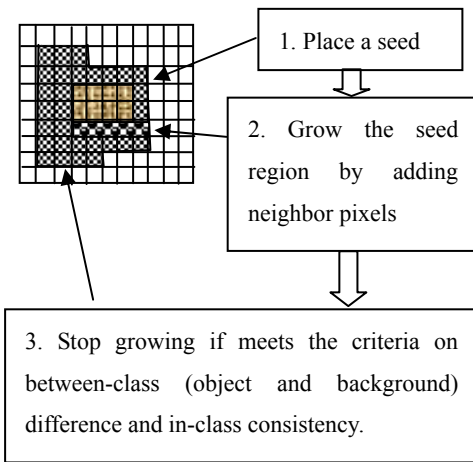 1. Place a seed
2. Grow the seed
region by adding
neighbor pixels
3. Stop growing if meets the criteria on
between-class (object and background)
difference and in-class consistency.